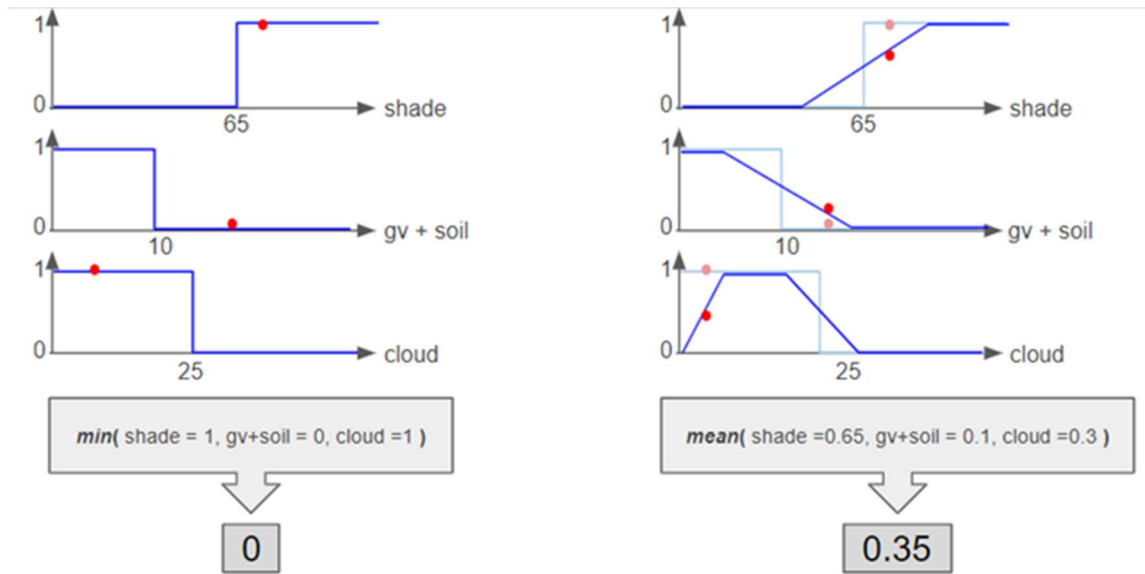 1
0
shade
65
1
0
gv + soil
10
1
0
cloud
25
min( shade = 1, gv+soil = 0, cloud =1 )
0
1
0
shade
65
1
0
gv + soil
10
1
0
cloud
25
mean( shade =0.65, gv+soil = 0.1, cloud =0.3 )
0.35